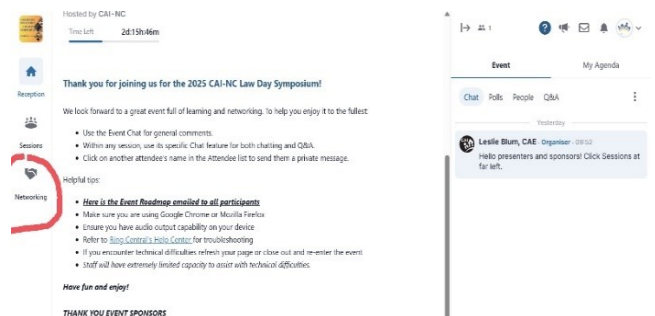 Hosted by CAI-NC
Time Left 2d:15h:46m
Reception
Sessions
Networking
Thank you for joining us for the 2025 CAI-NC Law Day Symposium!
We look forward to a great event full of learning and networking. To help you enjoy it to the fullest:
• Use the Event Chat for general comments.
• Within any session, use its specific Chat feature for both chatting and Q&A.
• Click on another attendee's name in the Attendee list to send them a private message.
Helpful tips:
• Here is the Event Roadmap emailed to all participants
• Make sure you are using Google Chrome or Mozilla Firefox
• Ensure you have audio output capability on your device
• Refer to Ring Central's Help Center for troubleshooting
• If you encounter technical difficulties refresh your page or close out and re-enter the event
• Staff will have extremely limited capacity to assist with technical difficulties.
Have fun and enjoy!
THANK YOU EVENT SPONSORS
1
?
Event My Agenda
Chat Polls People Q&A
Yesterday
Leslie Blum, CAE Organiser - 09:52
Hello presenters and sponsors! Click Sessions at
far left.